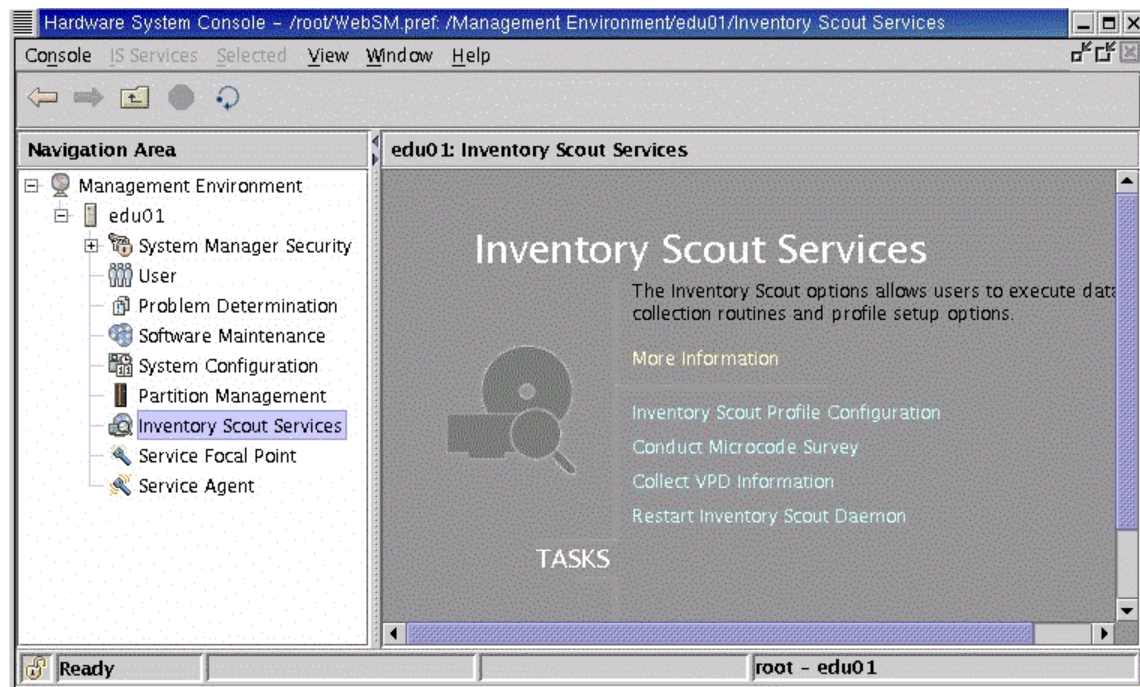 Hardware System Console - /root/WebSM.pref: /Management Environment/edu01/Inventory Scout Services
Console IS Services Selected View Window Help
Navigation Area
Management Environment
edu01
System Manager Security
User
Problem Determination
Software Maintenance
System Configuration
Partition Management
Inventory Scout Services
Service Focal Point
Service Agent
edu01: Inventory Scout Services
Inventory Scout Services
The Inventory Scout options allows users to execute data
collection routines and profile setup options.
More Information
Inventory Scout Profile Configuration
Conduct Microcode Survey
Collect VPD Information
Restart Inventory Scout Daemon
TASKS
Ready
root - edu01